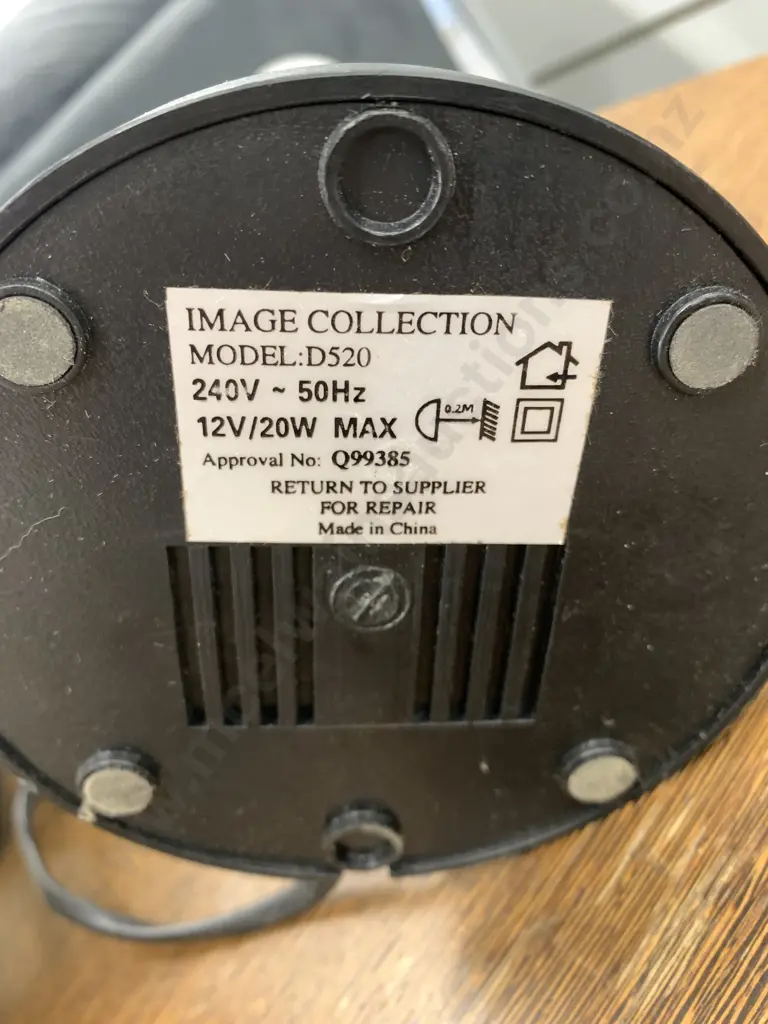 IMAGE COLLECTION
MODEL:D520
240V ~ 50Hz
12V/20W MAX 0.2M
Approval No: Q99385
RETURN TO SUPPLIER
FOR REPAIR
Made in China